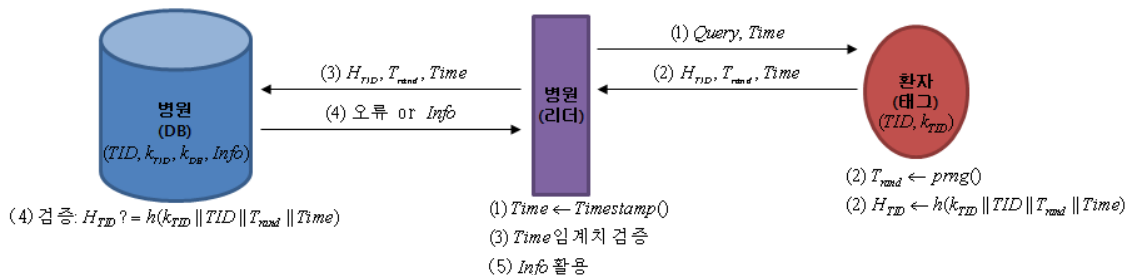 (1) Query, Time
(2) H_TID, T_rand, Time
(3) H_TID, T_rand, Time
(4) 오류 or Info
병원
(DB)
(TID, k_TID, k_DB, Info)
병원
(리더)
환자
(태그)
(TID, k_TID)
(4) 검증: H_TID ? = h(k_TID || TID || T_rand || Time)
(1) Time ← Timestamp()
(3) Time 임계치 검증
(5) Info 활용
(2) T_rand ← prng()
(2) H_TID ← h(k_TID || TID || T_rand || Time)